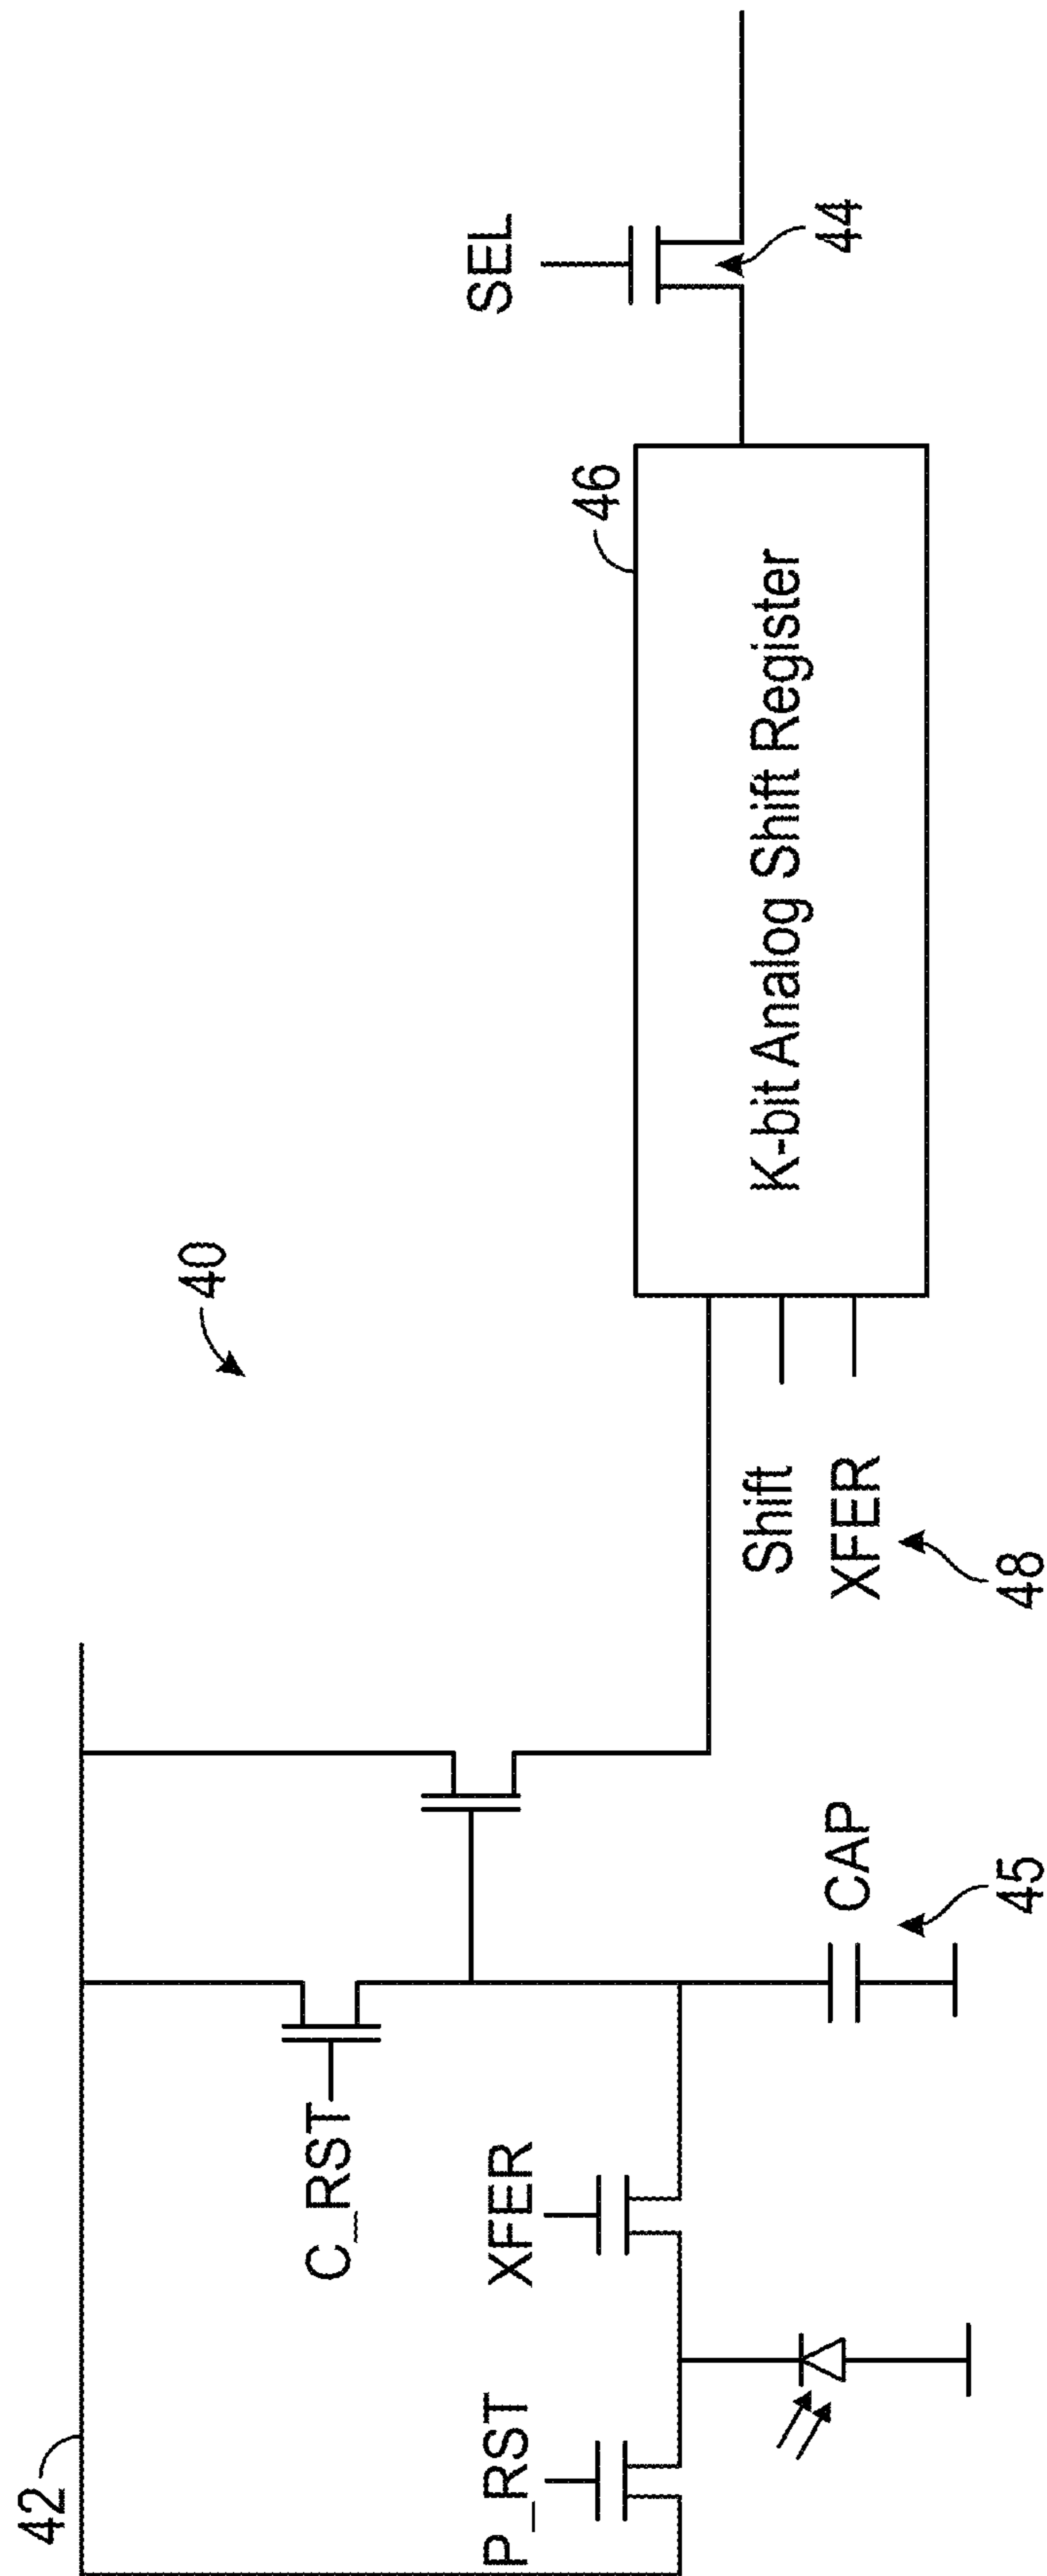 42
40
C_RST
P_RST
XFER
SEL
46
K-bit Analog Shift Register
44
Shift
XFER
48
CAP
45